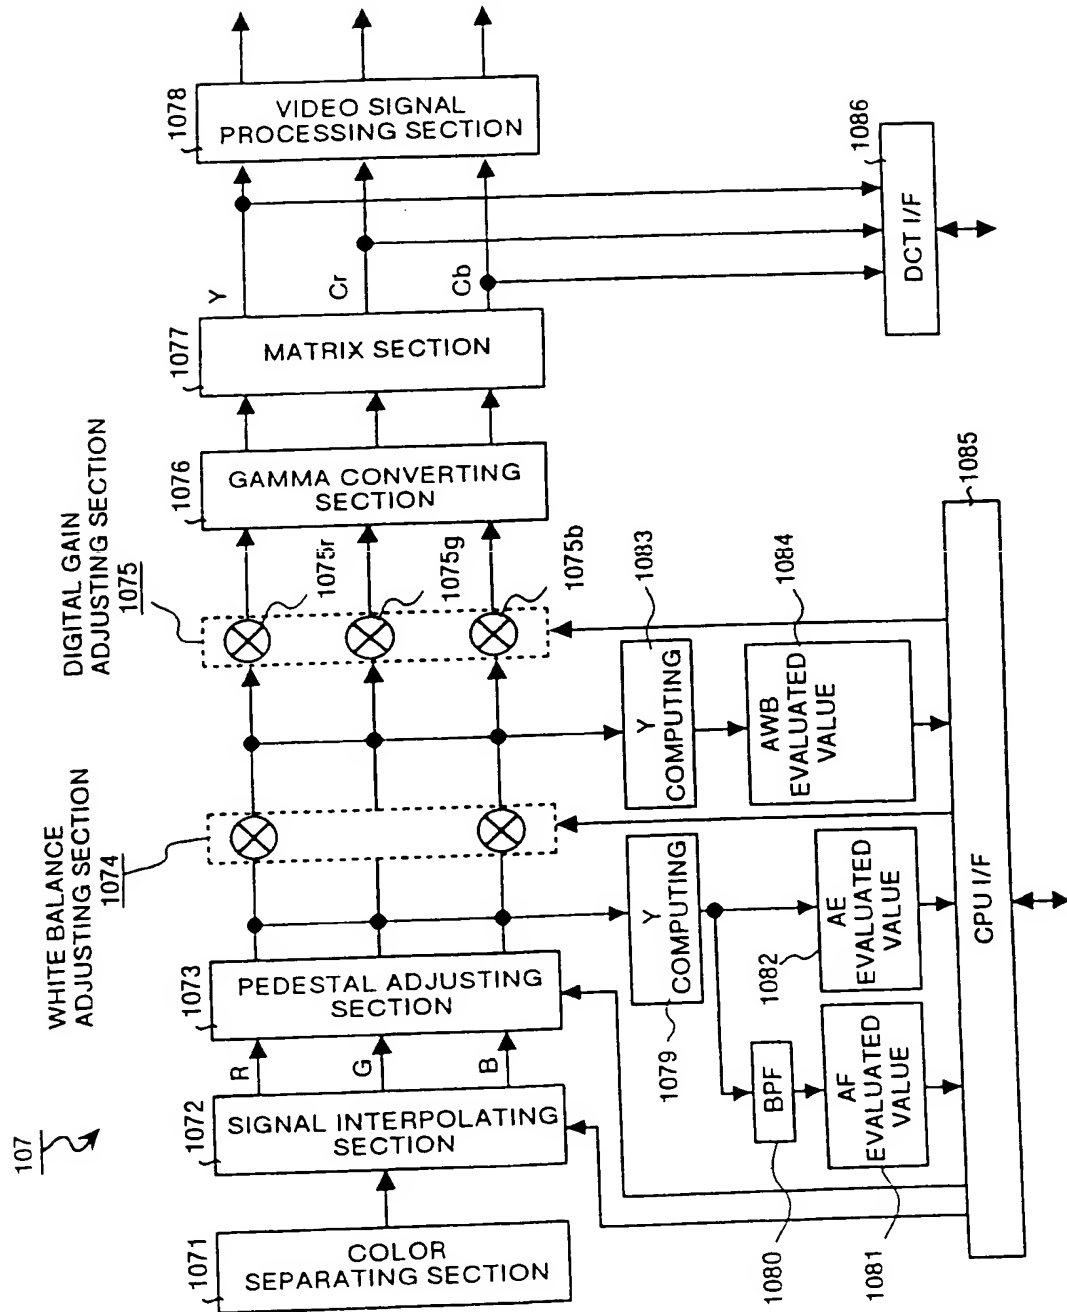 107
1071
COLOR
SEPARATING SECTION
1072
SIGNAL INTERPOLATING
SECTION
R
G
B
1073
PEDESTAL ADJUSTING
SECTION
WHITE BALANCE
ADJUSTING SECTION
1074
DIGITAL GAIN
ADJUSTING SECTION
1075
1075r
1075g
1075b
1076
GAMMA CONVERTING
SECTION
1077
MATRIX SECTION
Y
Cr
Cb
1078
VIDEO SIGNAL
PROCESSING SECTION
1079
Y
COMPUTING
1080
BPF
1081
AF
EVALUATED
VALUE
1082
AE
EVALUATED
VALUE
1083
Y
COMPUTING
1084
AWB
EVALUATED
VALUE
1085
CPU I/F
1086
DCT I/F